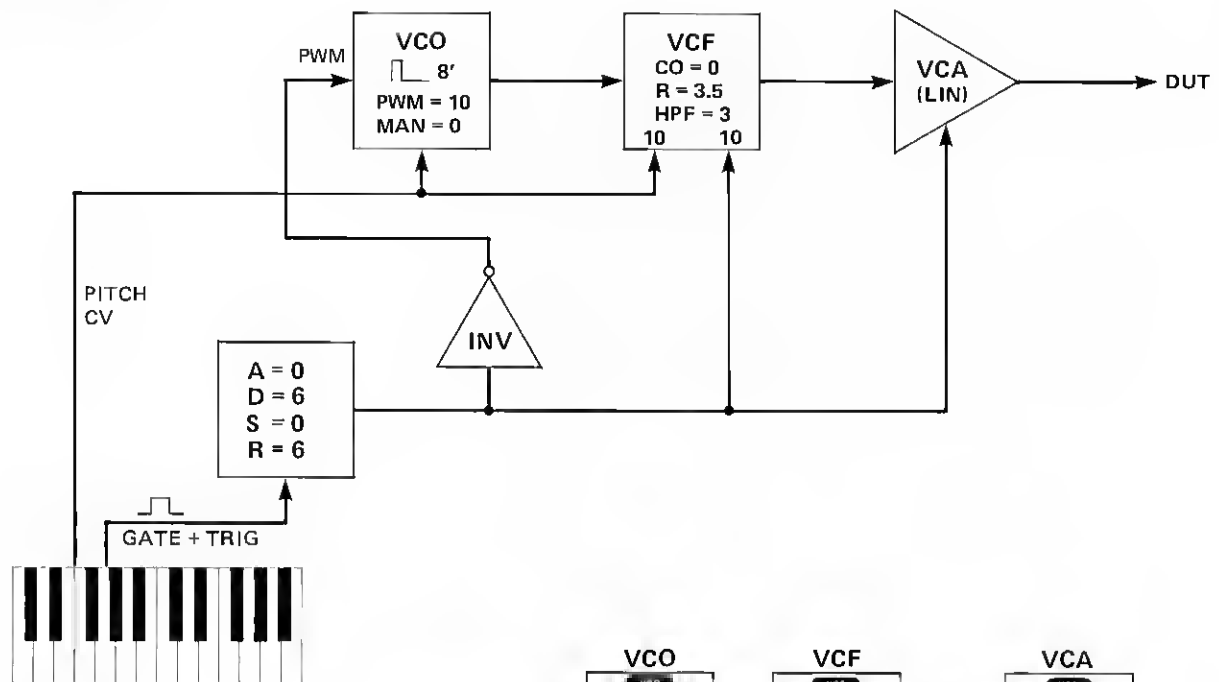 PWM
VCO
8'
PWM = 10
MAN = 0
VCF
CO = 0
R = 3.5
HPF = 3
10 10
VCA
(LIN)
DUT
PITCH
CV
INV
A = 0
D = 6
S = 0
R = 6
GATE + TRIG
VCO VCF VCA